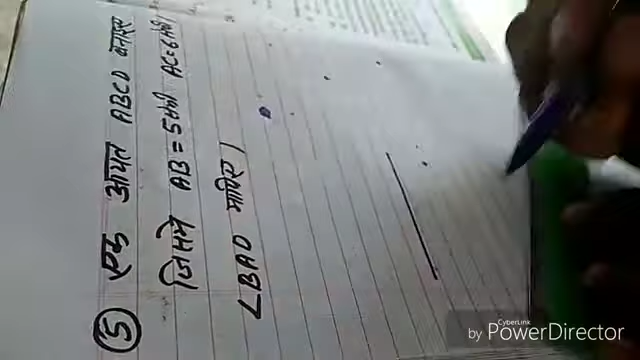 (5) एक आयत ABCD बनाइए
जिसमें AB = 5 सेमी AC = 6 सेमी।
∠BAD मापिए।
CyberLink
by PowerDirector